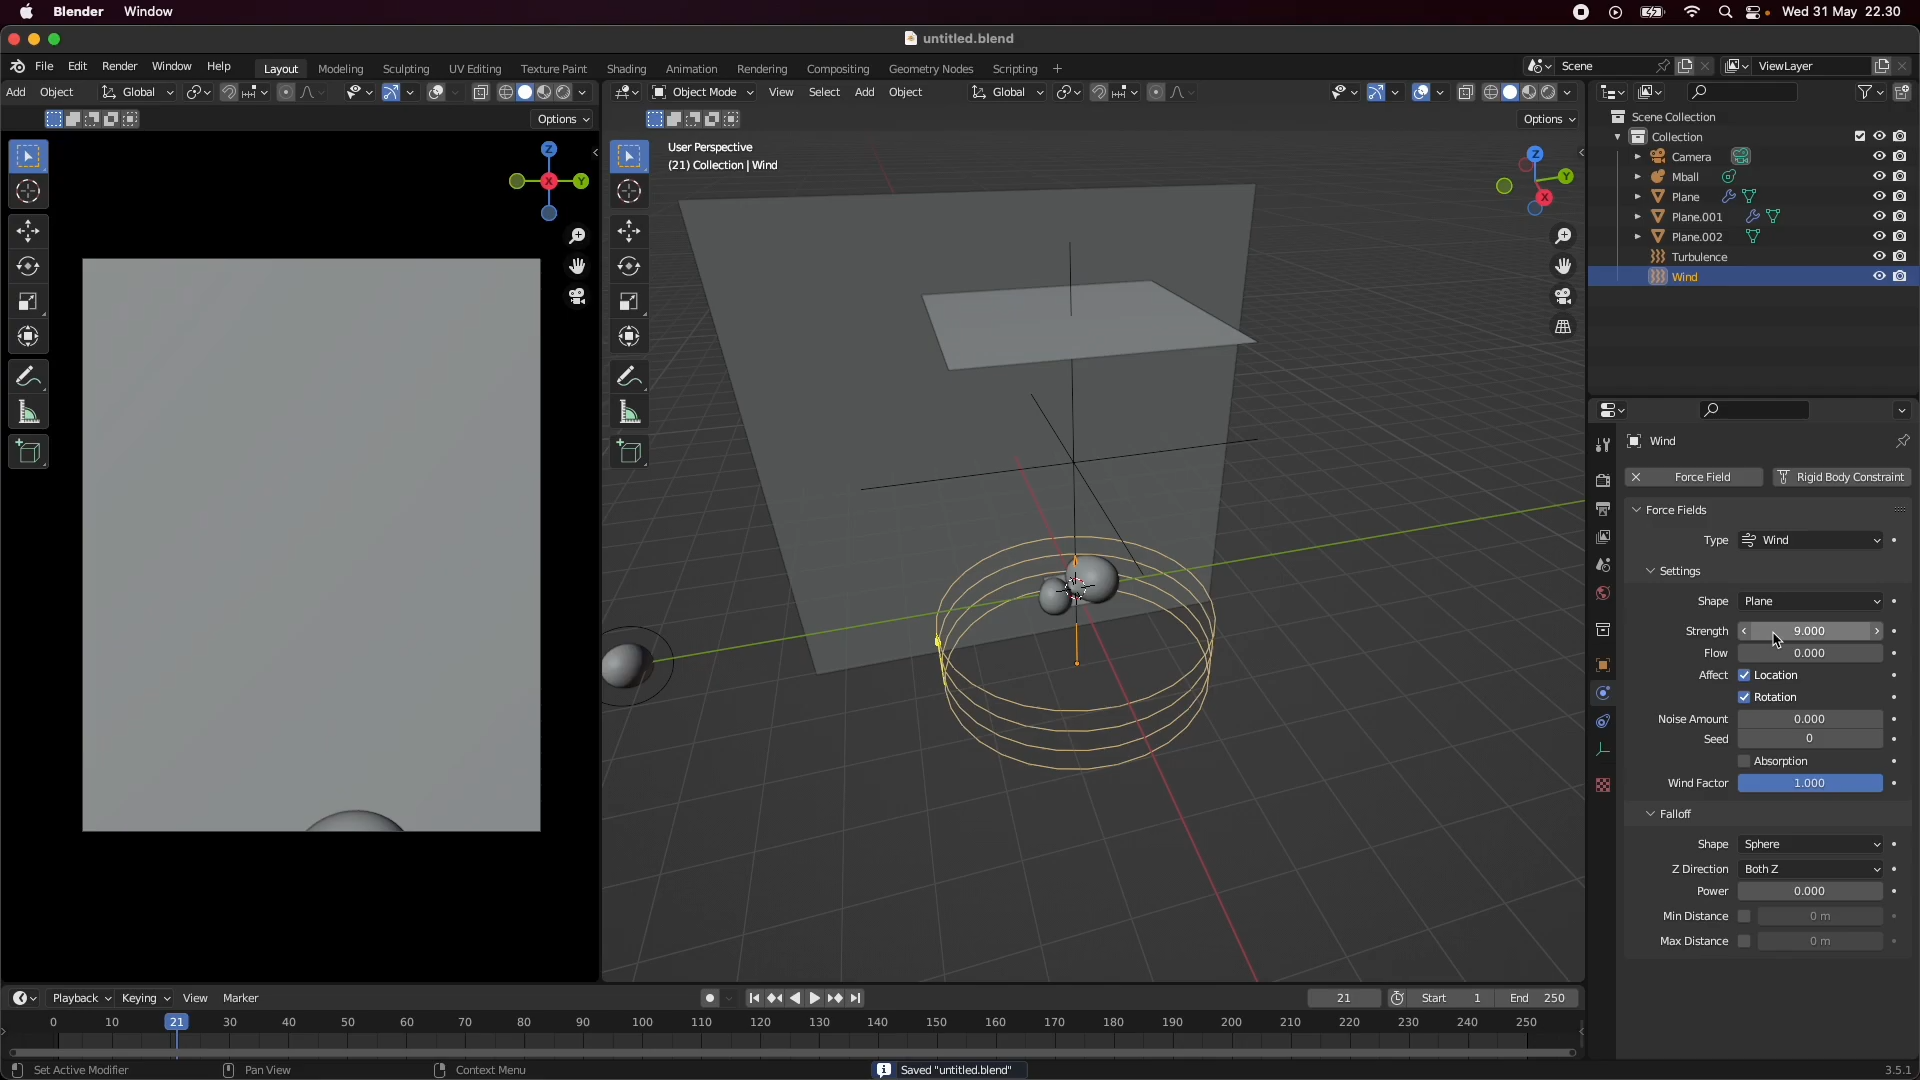 Blender Window Wed 31 May 22.30
untitled.blend
File Edit Render Window Help Layout Modeling Sculpting UV Editing Texture Paint Shading Animation Rendering Compositing Geometry Nodes Scripting + Scene ViewLayer
Add Object Global Object Mode View Select Add Object Global
Options Options
Scene Collection
Collection
Camera
Mball
Plane
Plane.001
Plane.002
Turbulence
Wind
User Perspective
(21) Collection | Wind
Z
Y
X
Z
Y
X
Wind
Force Field Rigid Body Constraint
Force Fields
Type Wind
Settings
Shape Plane
Strength 9.000
Flow 0.000
Affect Location
Rotation
Noise Amount 0.000
Seed 0
Absorption
Wind Factor 1.000
Falloff
Shape Sphere
Z Direction Both Z
Power 0.000
Min Distance 0 m
Max Distance 0 m
Playback Keying View Marker 21 Start 1 End 250
0 10 21 30 40 50 60 70 80 90 100 110 120 130 140 150 160 170 180 190 200 210 220 230 240 250
Set Active Modifier Pan View Context Menu Saved "untitled.blend" 3.5.1